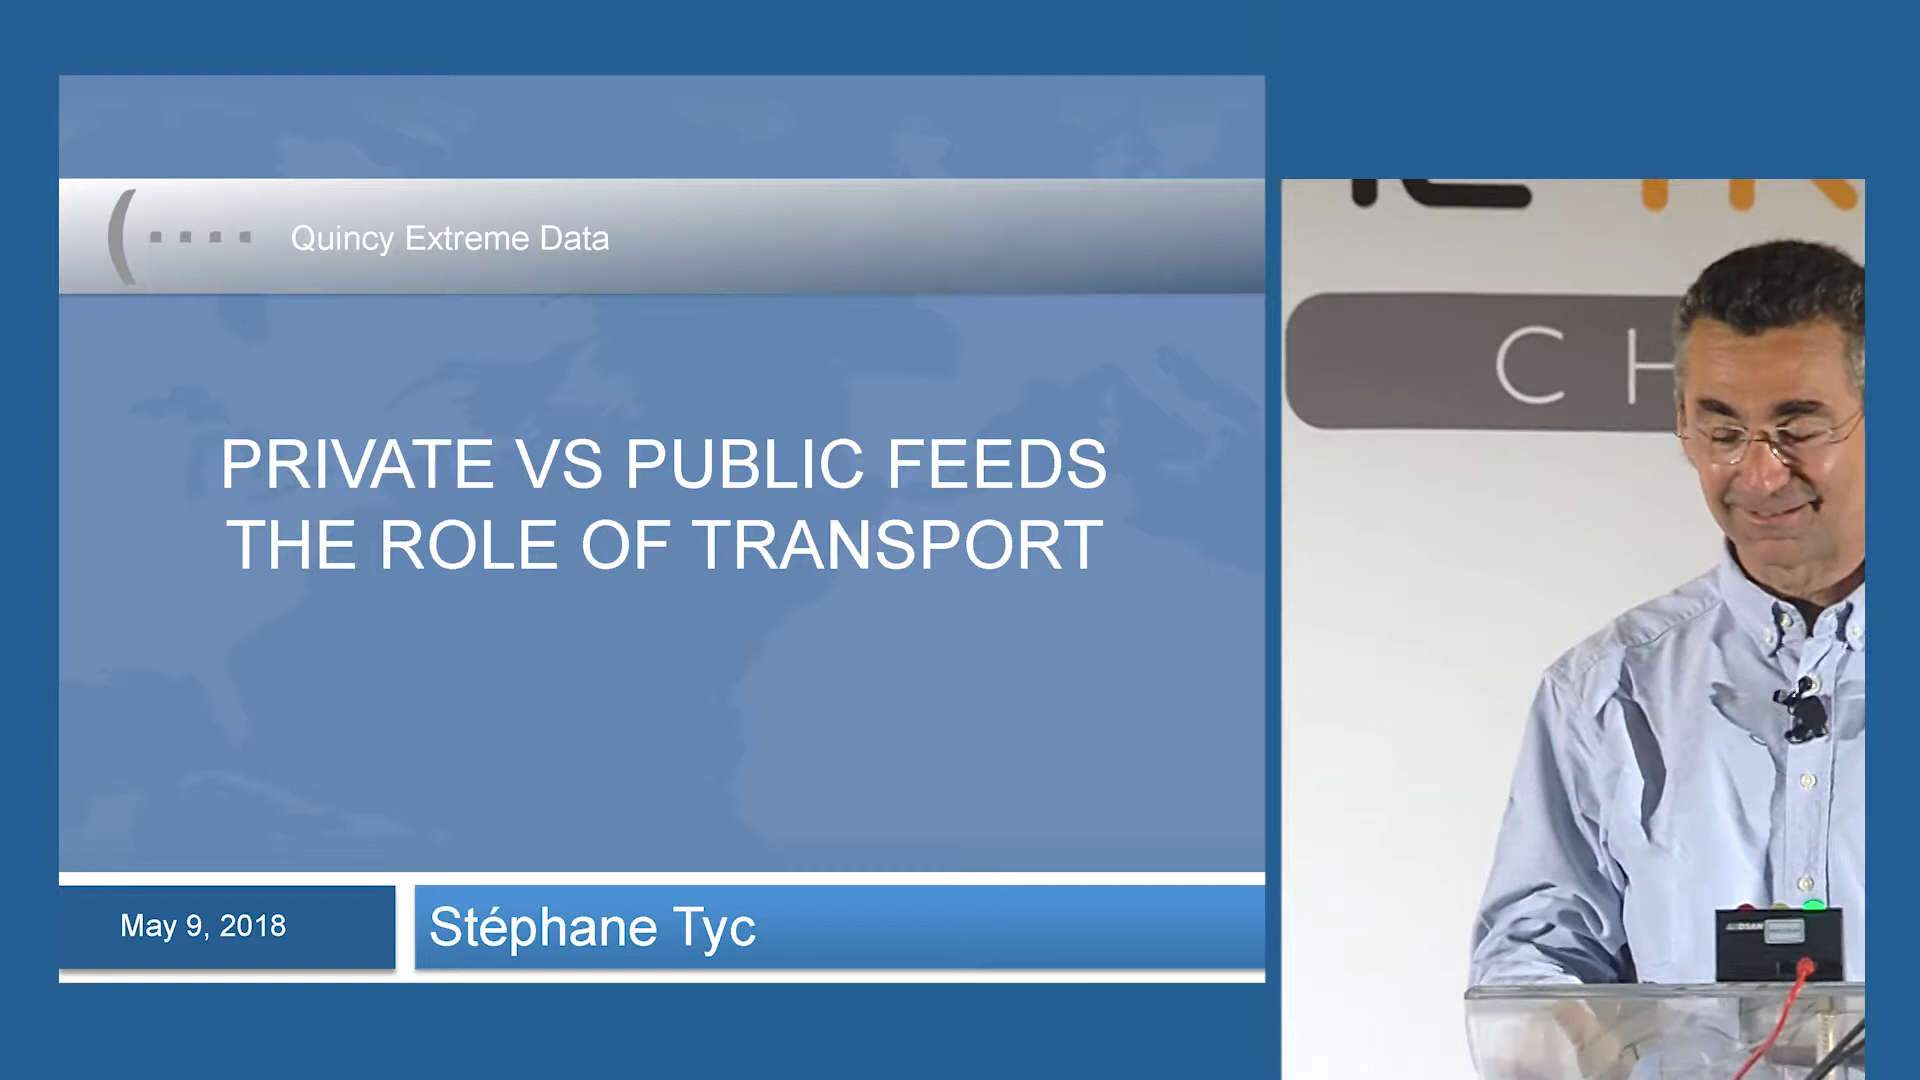 Quincy Extreme Data
PRIVATE VS PUBLIC FEEDS
THE ROLE OF TRANSPORT
May 9, 2018
Stéphane Tyc
C H